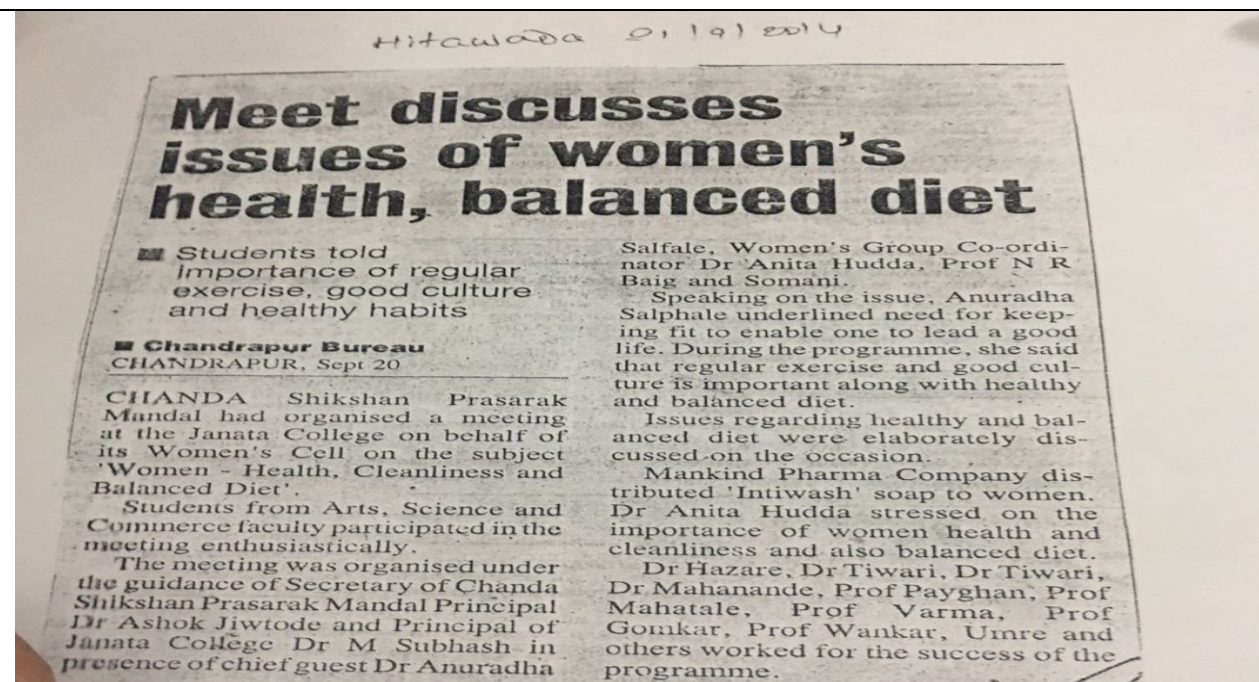 Hitawada 21/9/2014
Meet discusses
issues of women's
health, balanced diet
Students told
importance of regular
exercise, good culture
and healthy habits
Chandrapur Bureau
CHANDRAPUR, Sept 20
CHANDA Shikshan Prasarak
Mandal had organised a meeting
at the Janata College on behalf of
its Women's Cell on the subject
'Women - Health, Cleanliness and
Balanced Diet'.
Students from Arts, Science and
Commerce faculty participated in the
meeting enthusiastically.
The meeting was organised under
the guidance of Secretary of Chanda
Shikshan Prasarak Mandal Principal
Dr Ashok Jiwtode and Principal of
Janata College Dr M Subhash in
presence of chief guest Dr Anuradha
Salfale, Women's Group Co-ordi-
nator Dr Anita Hudda, Prof N R
Baig and Somani.
Speaking on the issue, Anuradha
Salphale underlined need for keep-
ing fit to enable one to lead a good
life. During the programme, she said
that regular exercise and good cul-
ture is important along with healthy
and balanced diet.
Issues regarding healthy and bal-
anced diet were elaborately dis-
cussed on the occasion.
Mankind Pharma Company dis-
tributed 'Intiwash' soap to women.
Dr Anita Hudda stressed on the
importance of women health and
cleanliness and also balanced diet.
Dr Hazare, Dr Tiwari, Dr Tiwari,
Dr Mahanande, Prof Payghan, Prof
Mahatale, Prof Varma, Prof
Gomkar, Prof Wankar, Umre and
others worked for the success of the
programme.